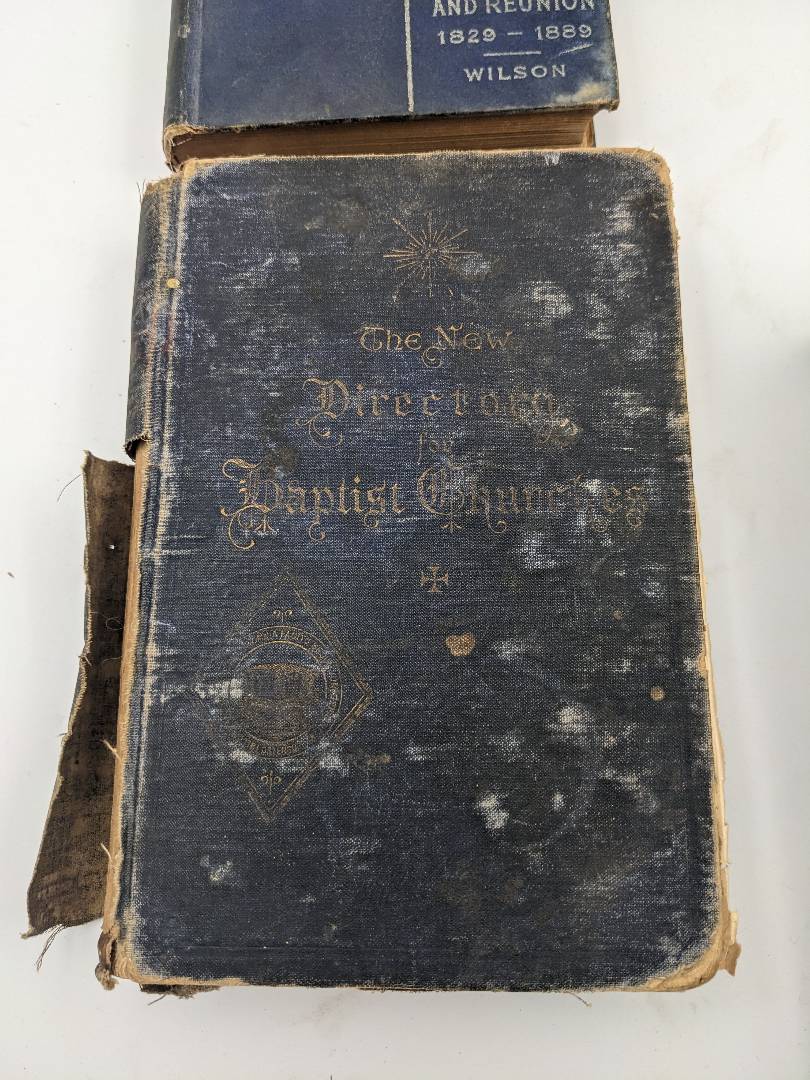 AND REUNION
1829 – 1889
WILSON
The New
Directory
for
Baptist Churches